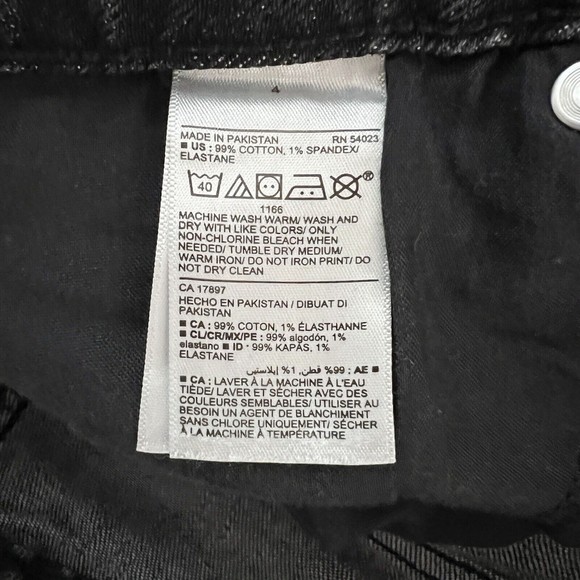 4
MADE IN PAKISTAN RN 54023
■ US : 99% COTTON, 1% SPANDEX/
ELASTANE
40 ®
1166
MACHINE WASH WARM/ WASH AND
DRY WITH LIKE COLORS/ ONLY
NON-CHLORINE BLEACH WHEN
NEEDED/ TUMBLE DRY MEDIUM/
WARM IRON/ DO NOT IRON PRINT/ DO
NOT DRY CLEAN
CA 17897
HECHO EN PAKISTAN / DIBUAT DI
PAKISTAN
■ CA : 99% COTON, 1% ÉLASTHANNE
■ CL/CR/MX/PE : 99% algodón, 1%
elastano ■ ID : 99% KAPAS, 1%
ELASTANE
■ AE : 99% قطن, 1% إيلاستين
■ CA : LAVER À LA MACHINE À L'EAU
TIÈDE/ LAVER ET SÉCHER AVEC DES
COULEURS SEMBLABLES/ UTILISER AU
BESOIN UN AGENT DE BLANCHIMENT
SANS CHLORE UNIQUEMENT/ SÉCHER
À LA MACHINE À TEMPÉRATURE